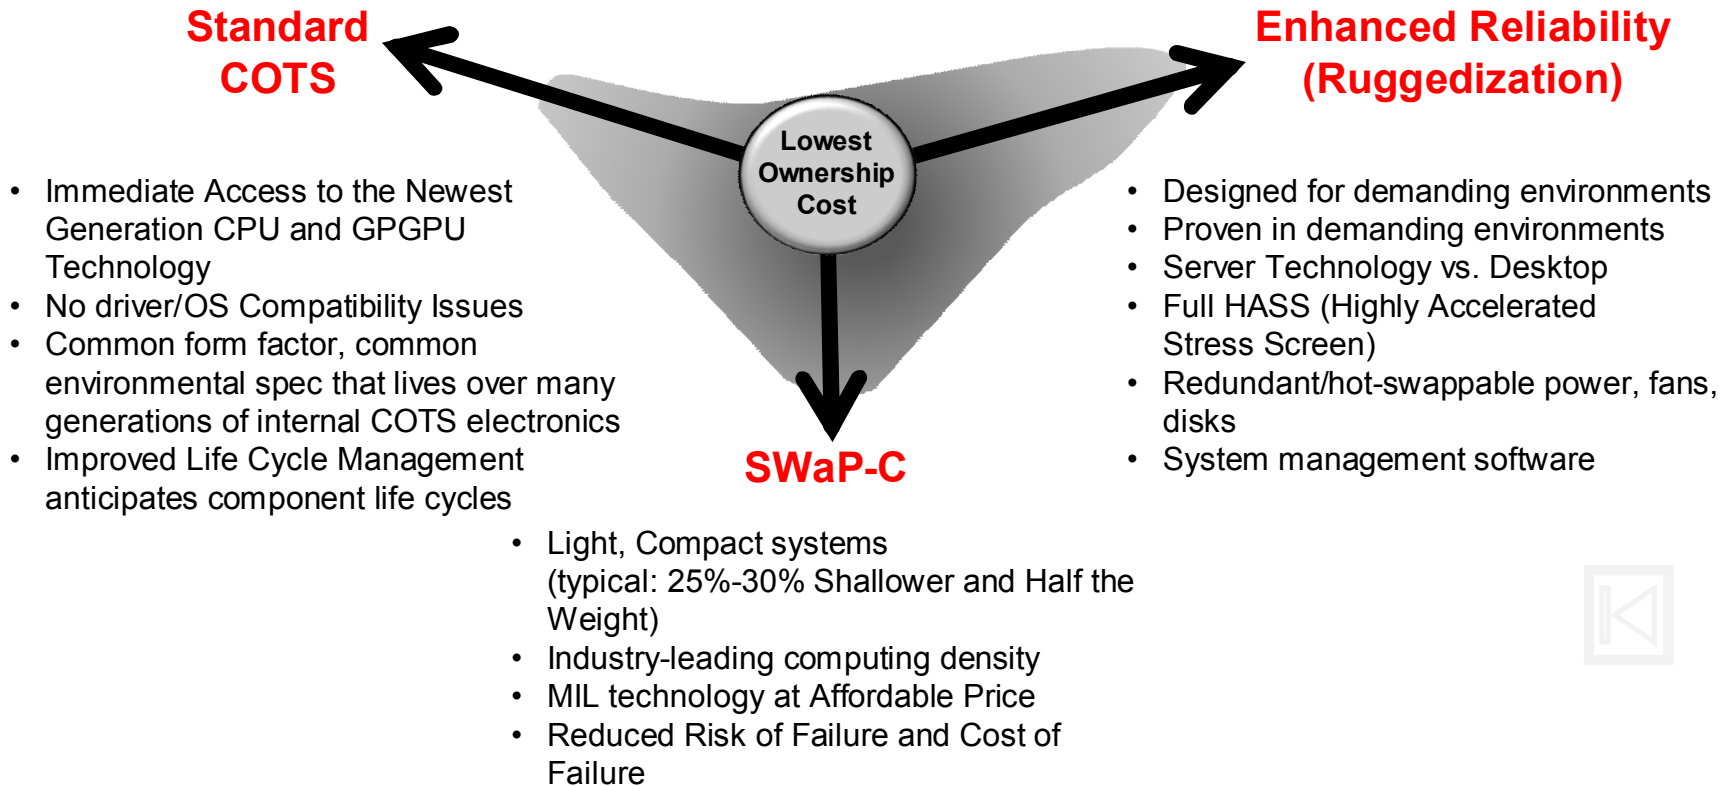 Standard
COTS
Enhanced Reliability
(Ruggedization)
Lowest
Ownership
Cost
• Immediate Access to the Newest
Generation CPU and GPGPU
Technology
• No driver/OS Compatibility Issues
• Common form factor, common
environmental spec that lives over many
generations of internal COTS electronics
• Improved Life Cycle Management
anticipates component life cycles
• Designed for demanding environments
• Proven in demanding environments
• Server Technology vs. Desktop
• Full HASS (Highly Accelerated
Stress Screen)
• Redundant/hot-swappable power, fans,
disks
• System management software
SWaP-C
• Light, Compact systems
(typical: 25%-30% Shallower and Half the
Weight)
• Industry-leading computing density
• MIL technology at Affordable Price
• Reduced Risk of Failure and Cost of
Failure